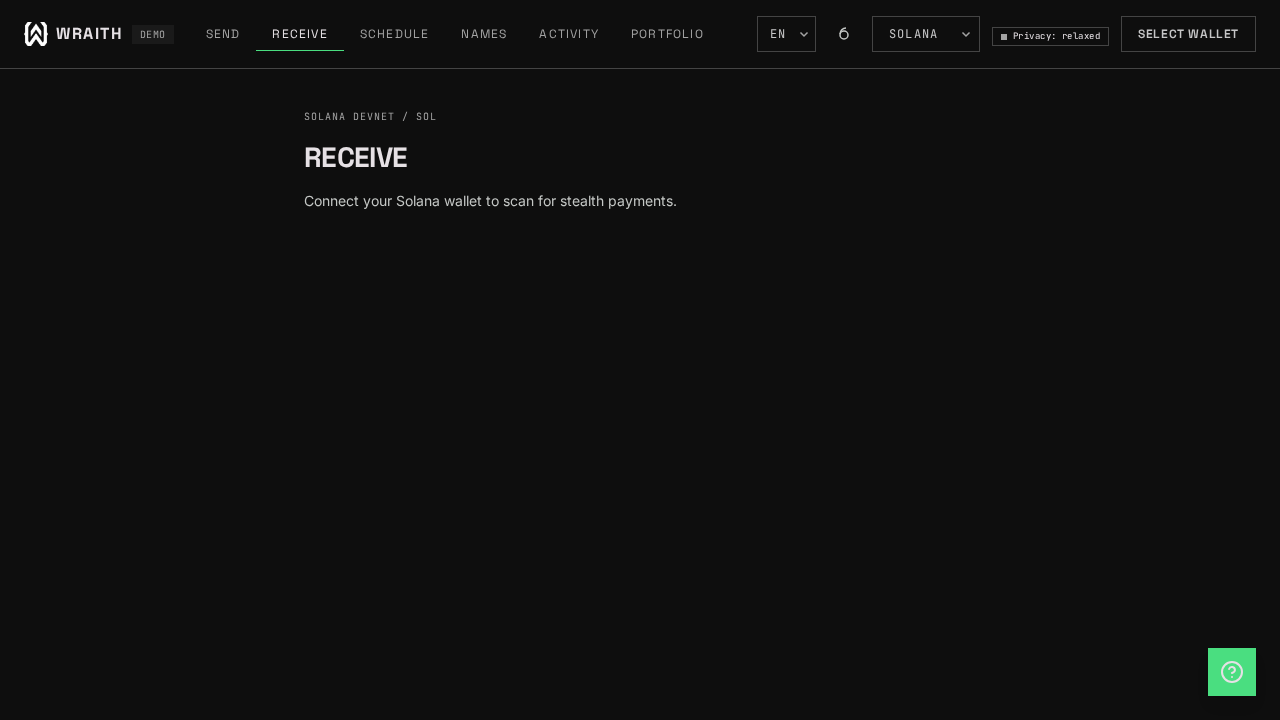 WRAITH DEMO SEND RECEIVE SCHEDULE NAMES ACTIVITY PORTFOLIO EN SOLANA Privacy: relaxed SELECT WALLET
SOLANA DEVNET / SOL
RECEIVE
Connect your Solana wallet to scan for stealth payments.